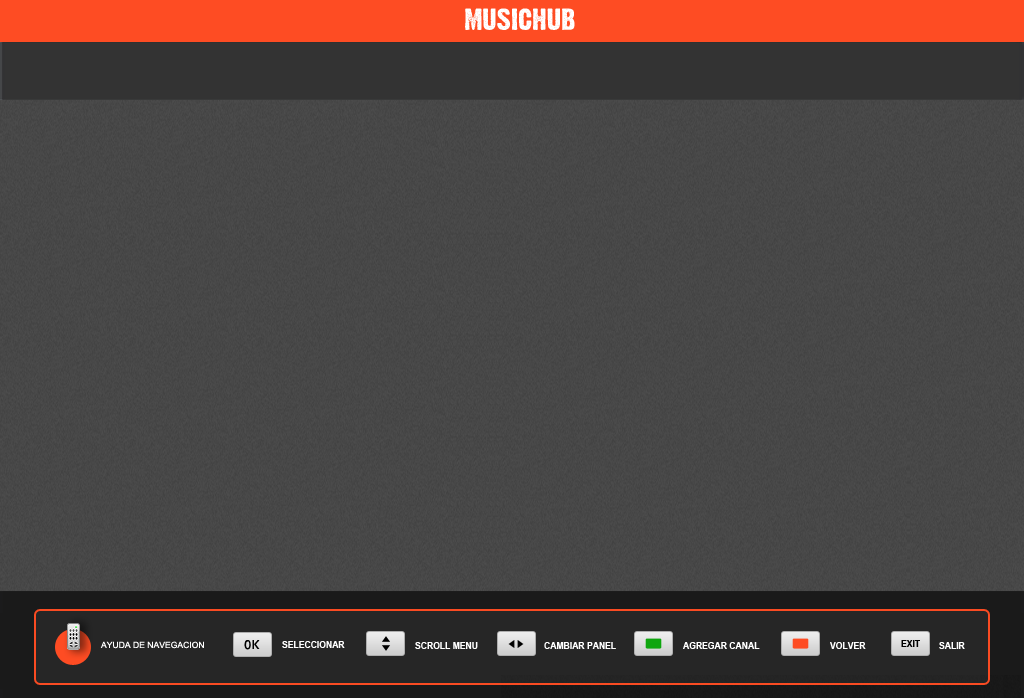 MUSICHUB
AYUDA DE NAVEGACION
OK SELECCIONAR
SCROLL MENU
CAMBIAR PANEL
AGREGAR CANAL
VOLVER
EXIT SALIR